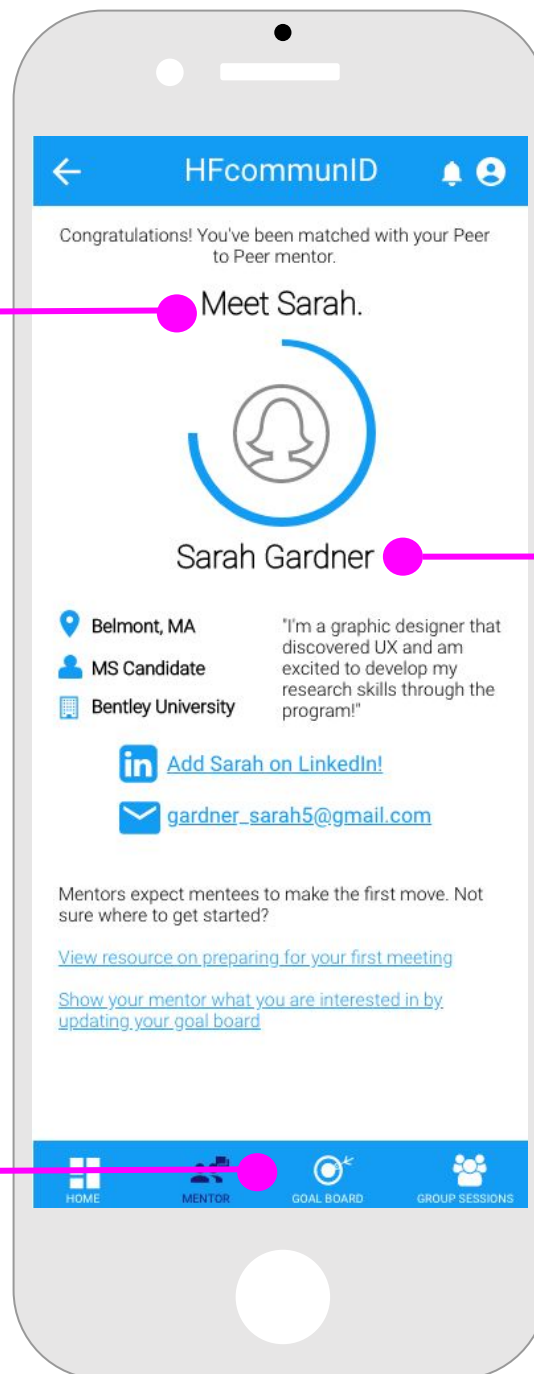 HFcommunID
Congratulations! You've been matched with your Peer
to Peer mentor.
Meet Sarah.
Sarah Gardner
Belmont, MA
MS Candidate
Bentley University
"I'm a graphic designer that
discovered UX and am
excited to develop my
research skills through the
program!"
in Add Sarah on LinkedIn!
gardner_sarah5@gmail.com
Mentors expect mentees to make the first move. Not
sure where to get started?
View resource on preparing for your first meeting
Show your mentor what you are interested in by
updating your goal board
HOME MENTOR GOAL BOARD GROUP SESSIONS